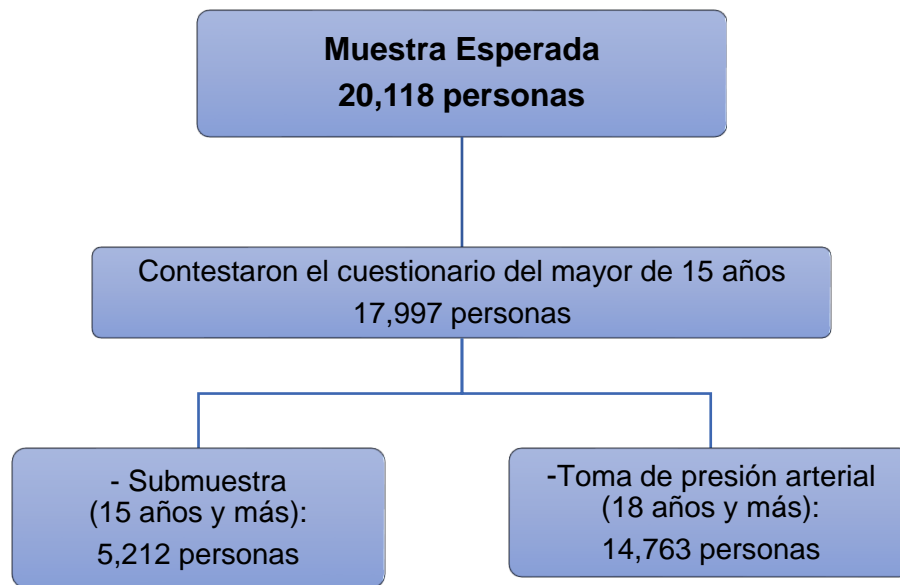 Muestra Esperada
20,118 personas
Contestaron el cuestionario del mayor de 15 años
17,997 personas
- Submuestra
(15 años y más):
5,212 personas
-Toma de presión arterial
(18 años y más):
14,763 personas